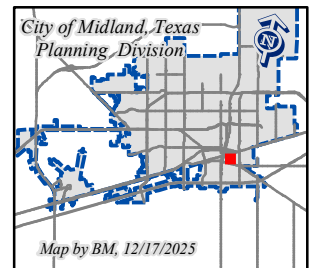 City of Midland, Texas
Planning Division
N
Map by BM, 12/17/2025